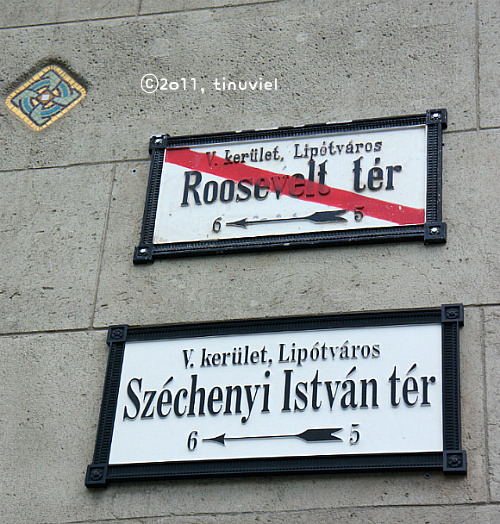 ©2011, tinuviel
V. kerület, Lipótváros
Roosevelt tér
6 5
V. kerület, Lipótváros
Széchenyi István tér
6 5